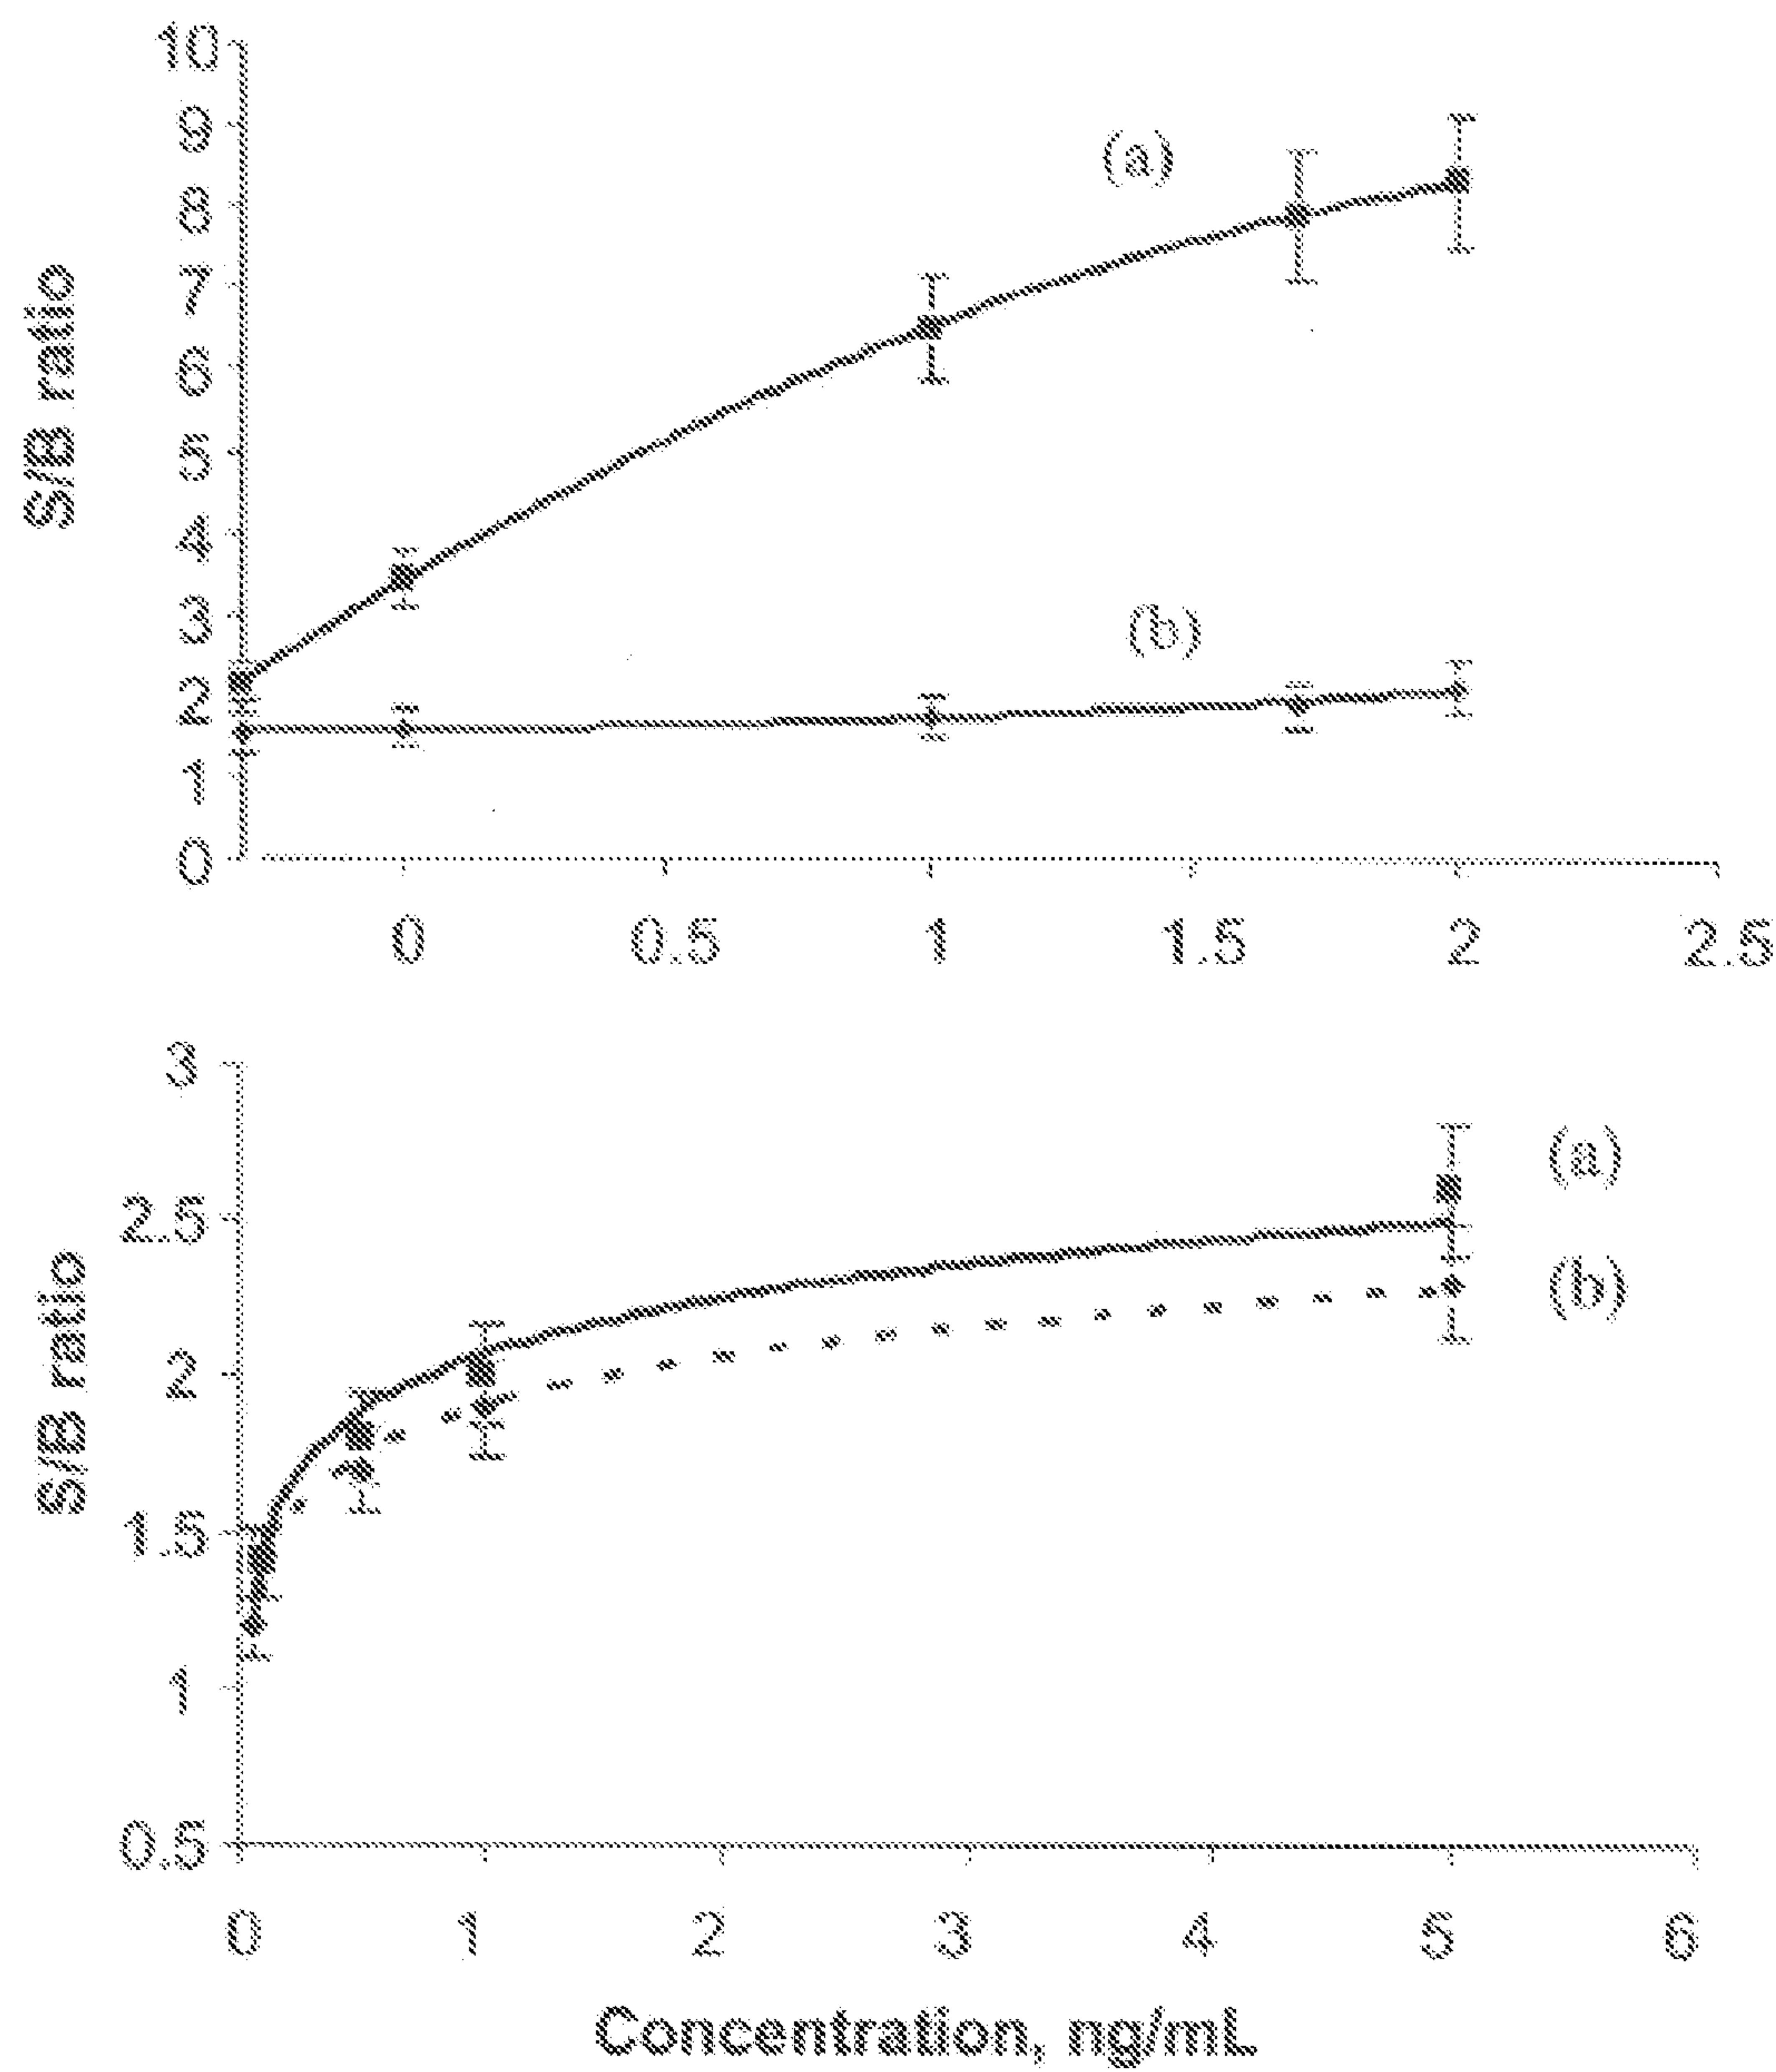 10
9
8
7
6
5
4
3
2
1
0
S/B ratio
(a)
(b)
0 0.5 1 1.5 2 2.5
3
2.5
2
1.5
1
0.5
S/B ratio
(a)
(b)
0 1 2 3 4 5 6
Concentration, ng/mL